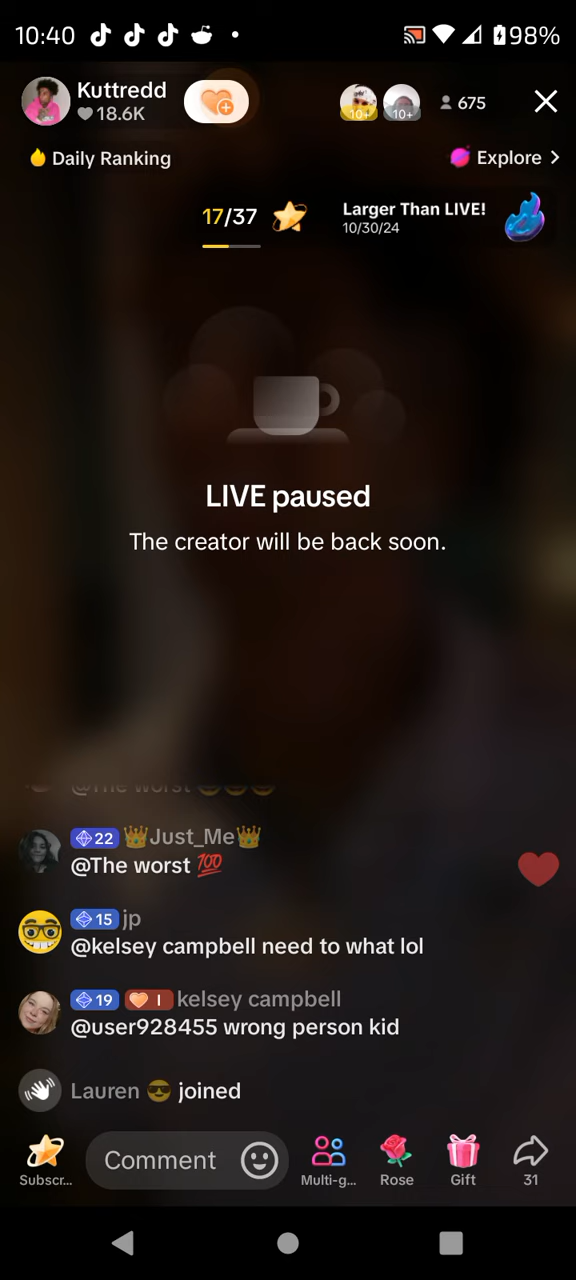 10:40
98%
Kuttredd
18.6K
10+
10+
675
Daily Ranking
Explore
17/37
Larger Than LIVE!
10/30/24
LIVE paused
The creator will be back soon.
@The worst
22 Just_Me
@The worst 💯
15 jp
@kelsey campbell need to what lol
19 I kelsey campbell
@user928455 wrong person kid
Lauren 😎 joined
Comment
Subscr...
Multi-g...
Rose
Gift
31